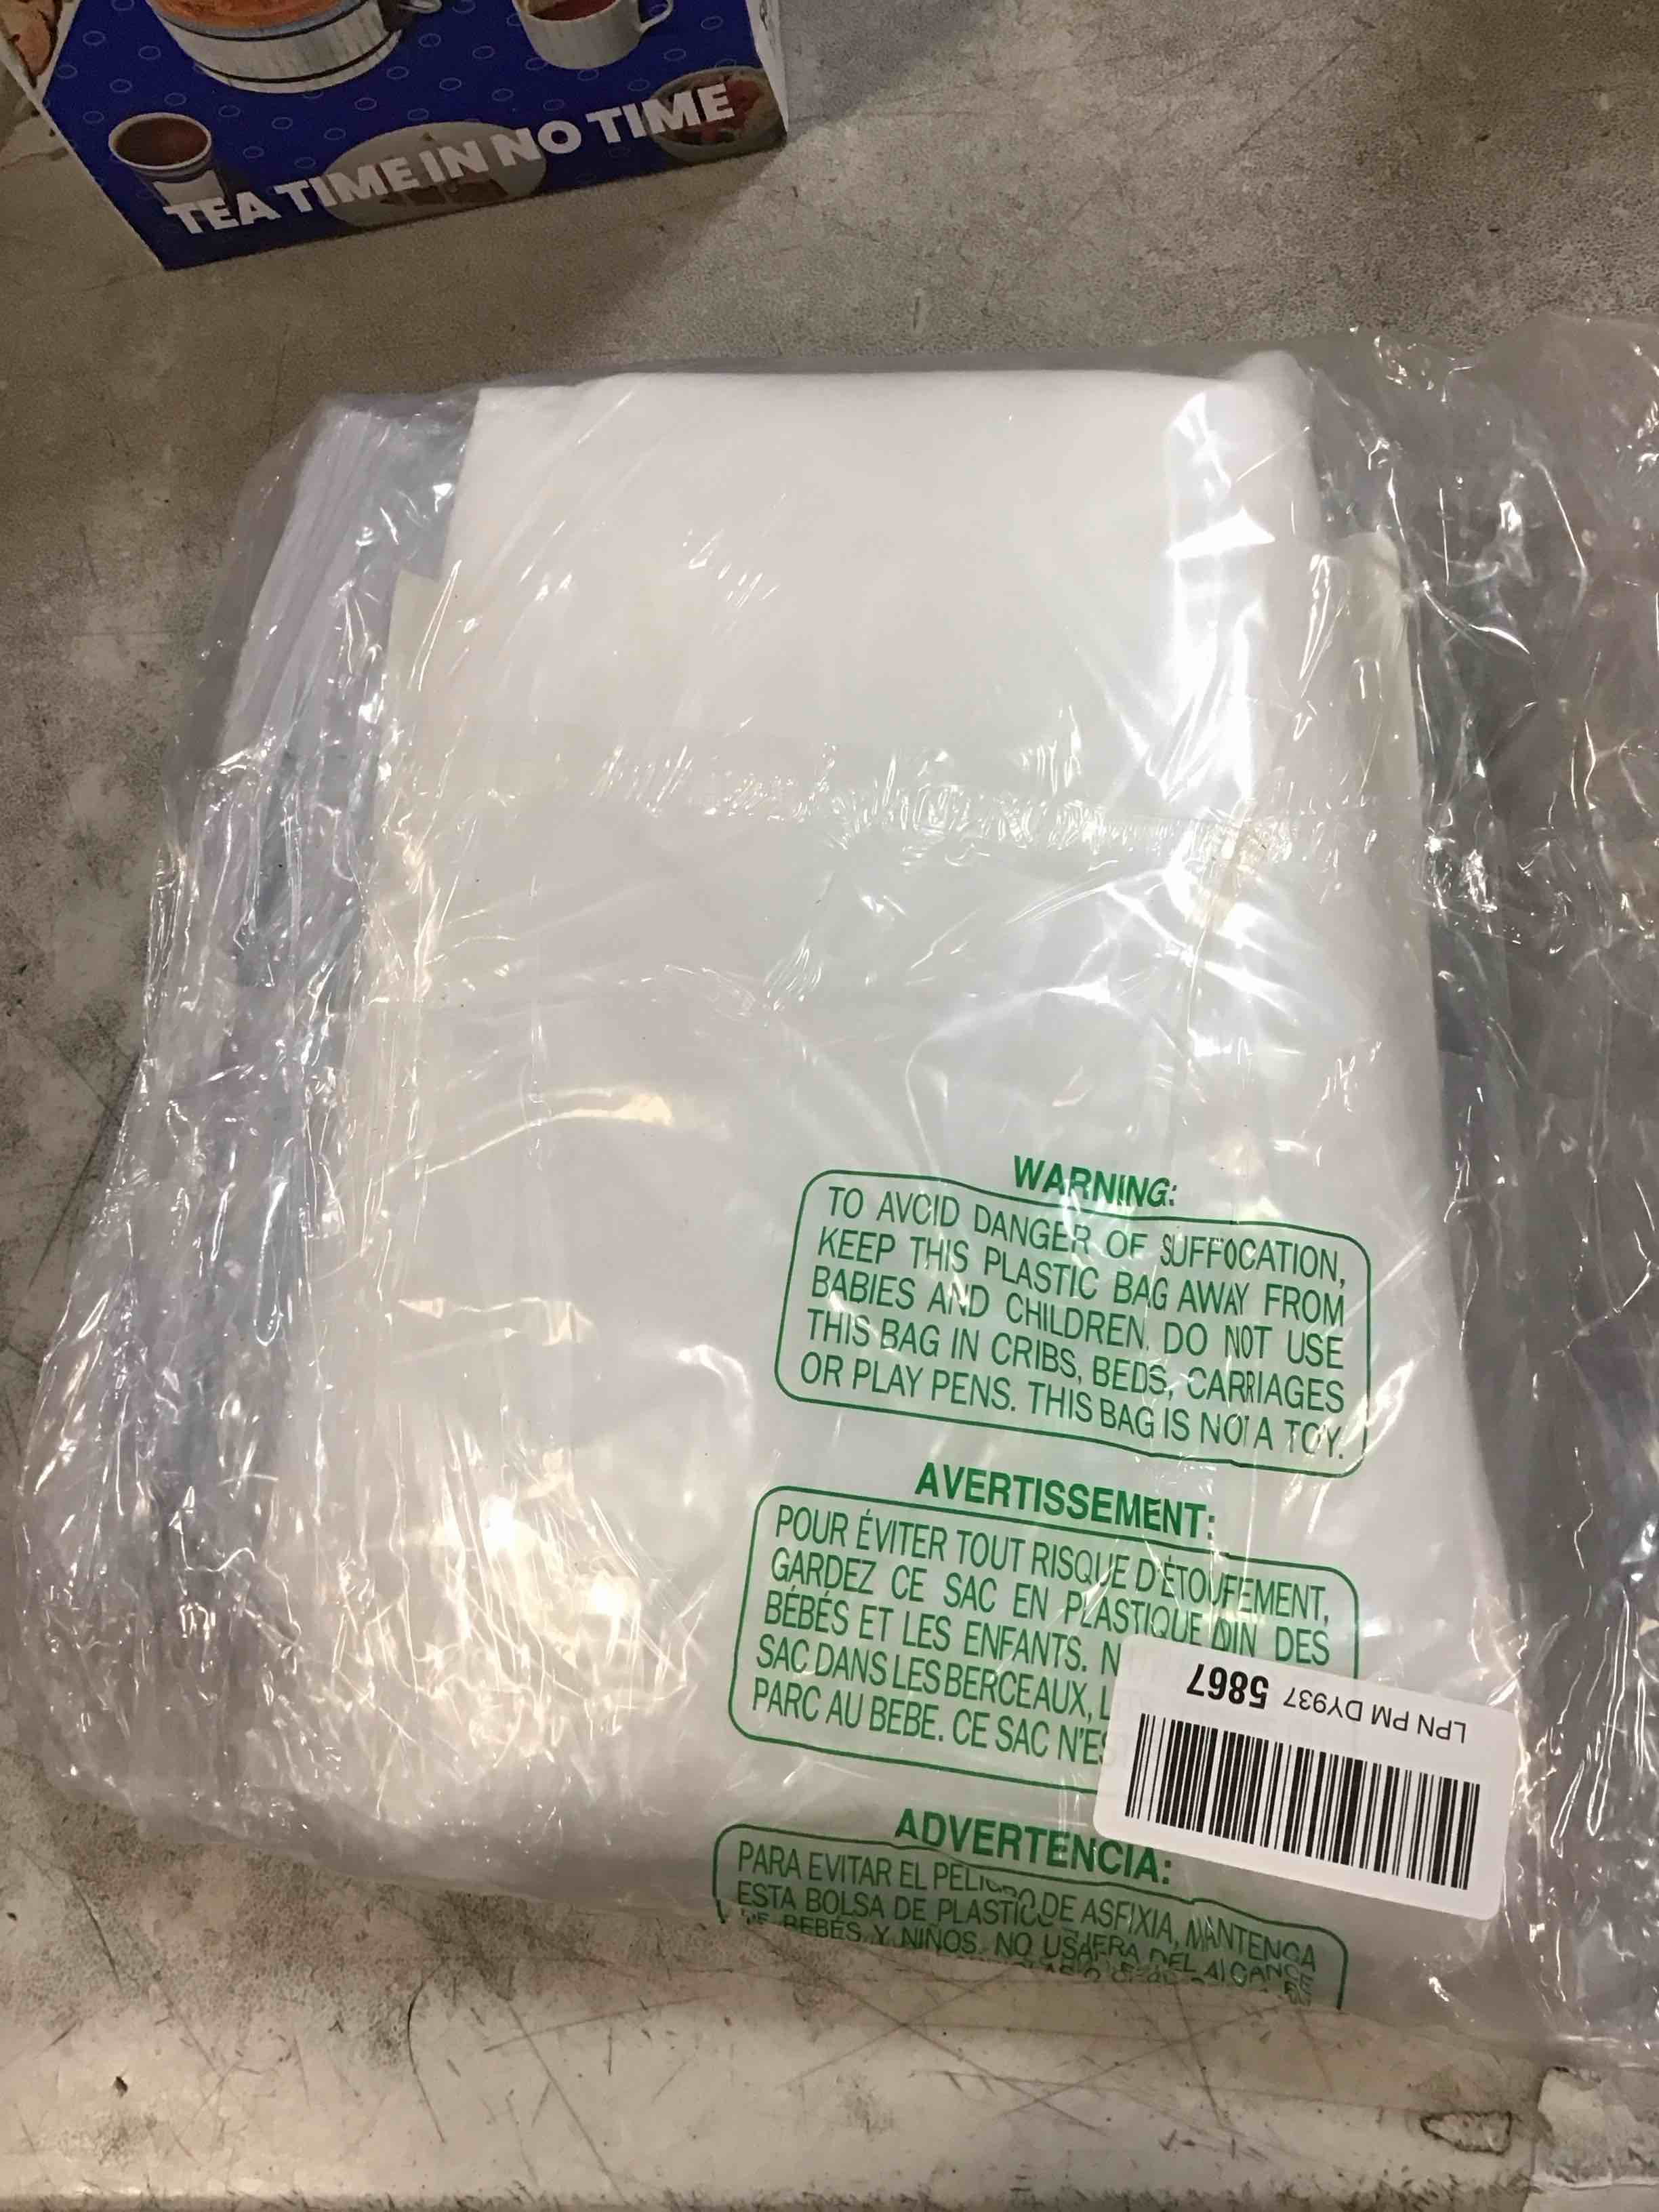 TEA TIME IN NO TIME
WARNING:
TO AVOID DANGER OF SUFFOCATION,
KEEP THIS PLASTIC BAG AWAY FROM
BABIES AND CHILDREN. DO NOT USE
THIS BAG IN CRIBS, BEDS, CARRIAGES
OR PLAY PENS. THIS BAG IS NOT A TOY.
AVERTISSEMENT:
POUR ÉVITER TOUT RISQUE D'ÉTOUFEMENT,
GARDEZ CE SAC EN PLASTIQUE DIN DES
BÉBÉS ET LES ENFANTS. N
SAC DANS LES BERCEAUX, L
PARC AU BEBE. CE SAC N'ES
LPN PM DY937 5867
ADVERTENCIA:
PARA EVITAR EL PELIGRO DE ASFIXIA, MANTENGA
ESTA BOLSA DE PLASTICO DEL ALCANCE
DE BEBÉS Y NIÑOS. NO USAR